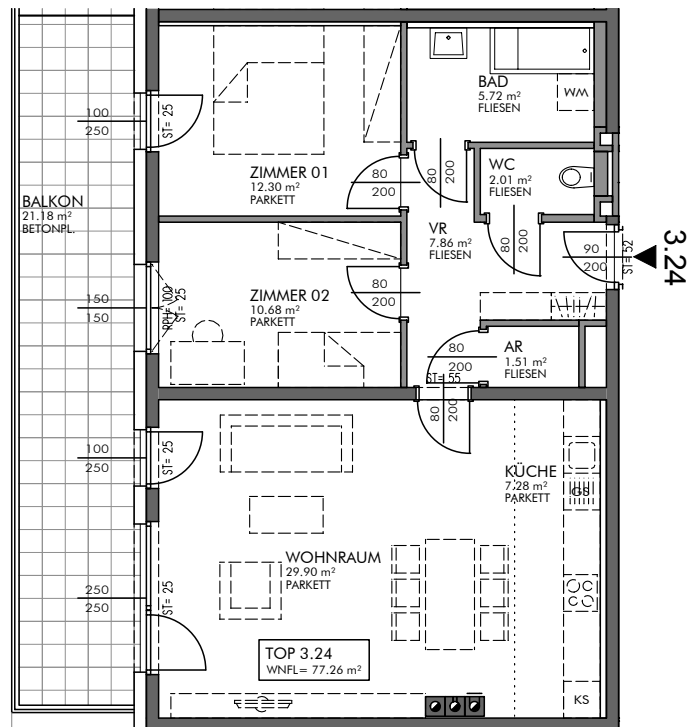 BAD
5.72 m²
FLIESEN
WM
100
250
ST= 25
ZIMMER 01
12.30 m²
PARKETT
80
200
80
200
WC
2.01 m²
FLIESEN
BALKON
21.18 m²
BETONPL.
VR
7.86 m²
FLIESEN
80
200
90
200
ST= 52
3.24
150
150
RPH= 100
ST= 25
ZIMMER 02
10.68 m²
PARKETT
80
200
80
200
AR
1.51 m²
FLIESEN
ST= 55
80
200
100
250
ST= 25
KÜCHE
7.28 m²
PARKETT
GS
WOHNRAUM
29.90 m²
PARKETT
250
250
ST= 25
TOP 3.24
WNFL= 77.26 m²
KS